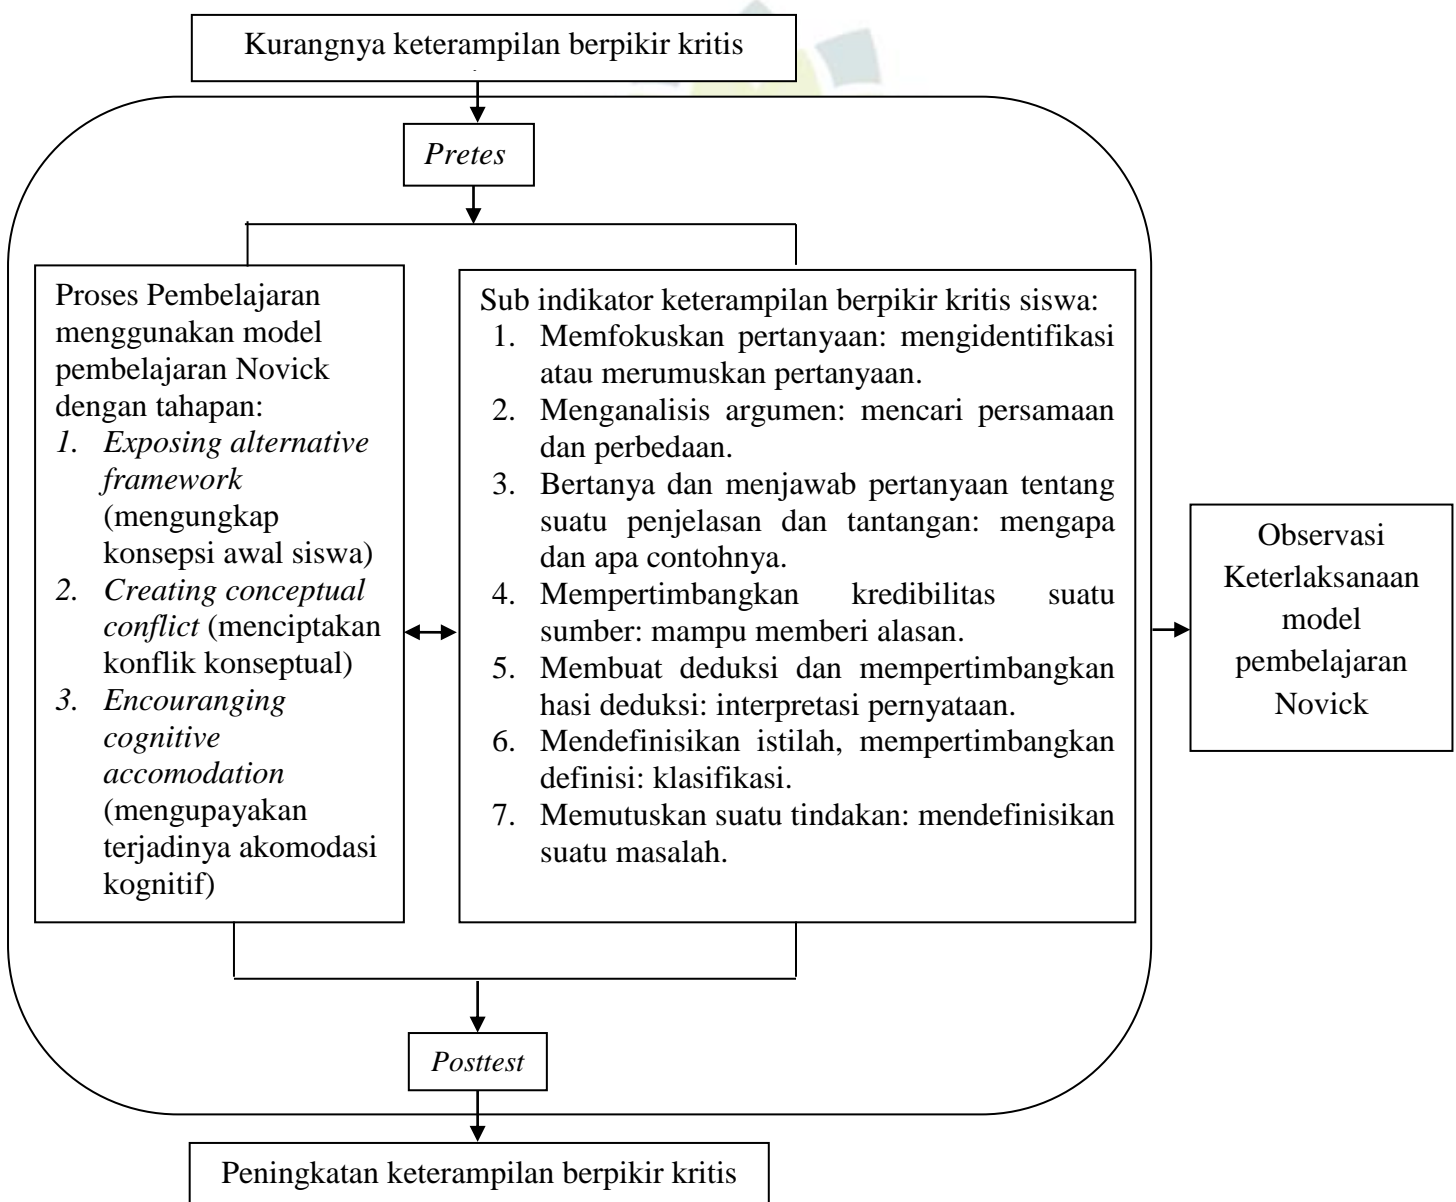 Kurangnya keterampilan berpikir kritis
Pretes
Proses Pembelajaran
menggunakan model
pembelajaran Novick
dengan tahapan:
1. Exposing alternative
framework
(mengungkap
konsepsi awal siswa)
2. Creating conceptual
conflict (menciptakan
konflik konseptual)
3. Encouranging
cognitive
accomodation
(mengupayakan
terjadinya akomodasi
kognitif)
Sub indikator keterampilan berpikir kritis siswa:
1. Memfokuskan pertanyaan: mengidentifikasi
atau merumuskan pertanyaan.
2. Menganalisis argumen: mencari persamaan
dan perbedaan.
3. Bertanya dan menjawab pertanyaan tentang
suatu penjelasan dan tantangan: mengapa
dan apa contohnya.
4. Mempertimbangkan kredibilitas suatu
sumber: mampu memberi alasan.
5. Membuat deduksi dan mempertimbangkan
hasi deduksi: interpretasi pernyataan.
6. Mendefinisikan istilah, mempertimbangkan
definisi: klasifikasi.
7. Memutuskan suatu tindakan: mendefinisikan
suatu masalah.
Observasi
Keterlaksanaan
model
pembelajaran
Novick
Posttest
Peningkatan keterampilan berpikir kritis